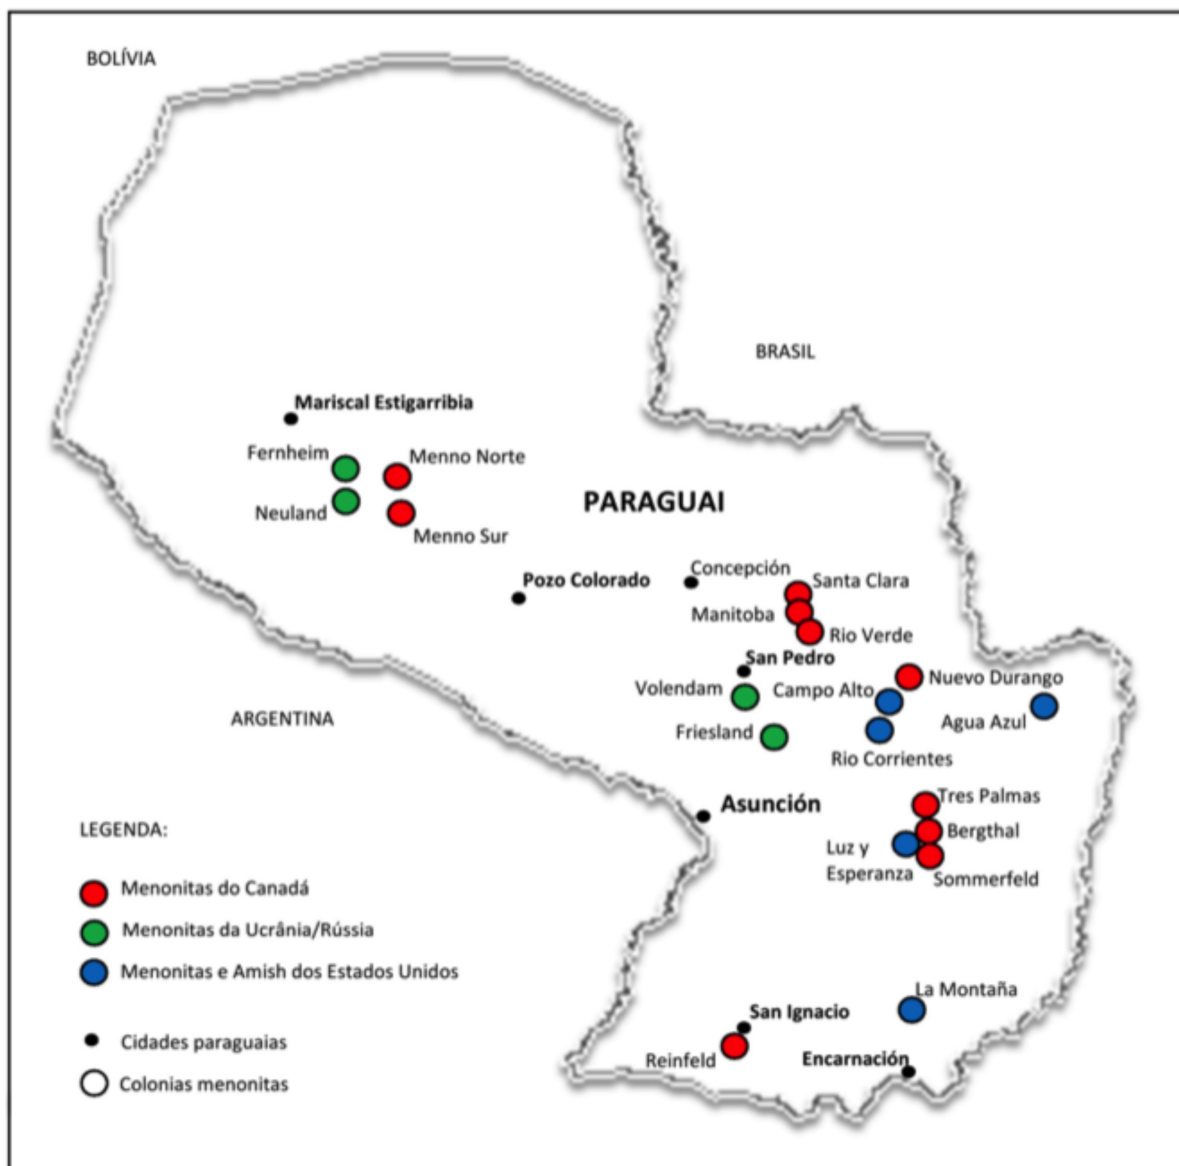 BOLÍVIA
BRASIL
Mariscal Estigarribia
Fernheim
Menno Norte
Neuland
Menno Sur
PARAGUAI
Pozo Colorado
Concepción
Santa Clara
Manitoba
Rio Verde
San Pedro
Volendam
Campo Alto
Nuevo Durango
Agua Azul
Friesland
Rio Corrientes
ARGENTINA
Asunción
Tres Palmas
Bergthal
Luz y
Esperanza
Sommerfeld
LEGENDA:
Menonitas do Canadá
Menonitas da Ucrânia/Rússia
Menonitas e Amish dos Estados Unidos
Cidades paraguaias
Colonias menonitas
La Montaña
San Ignacio
Reinfeld
Encarnación